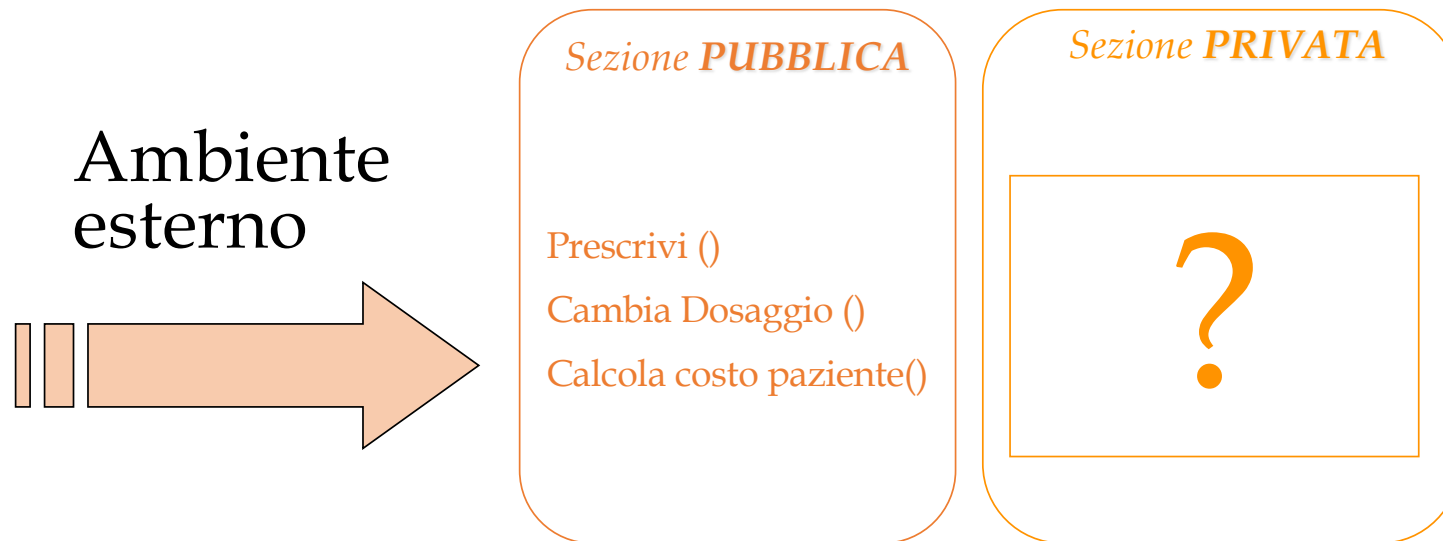 Ambiente
esterno
Sezione PUBBLICA
Prescrivi ()
Cambia Dosaggio ()
Calcola costo paziente()
Sezione PRIVATA
?